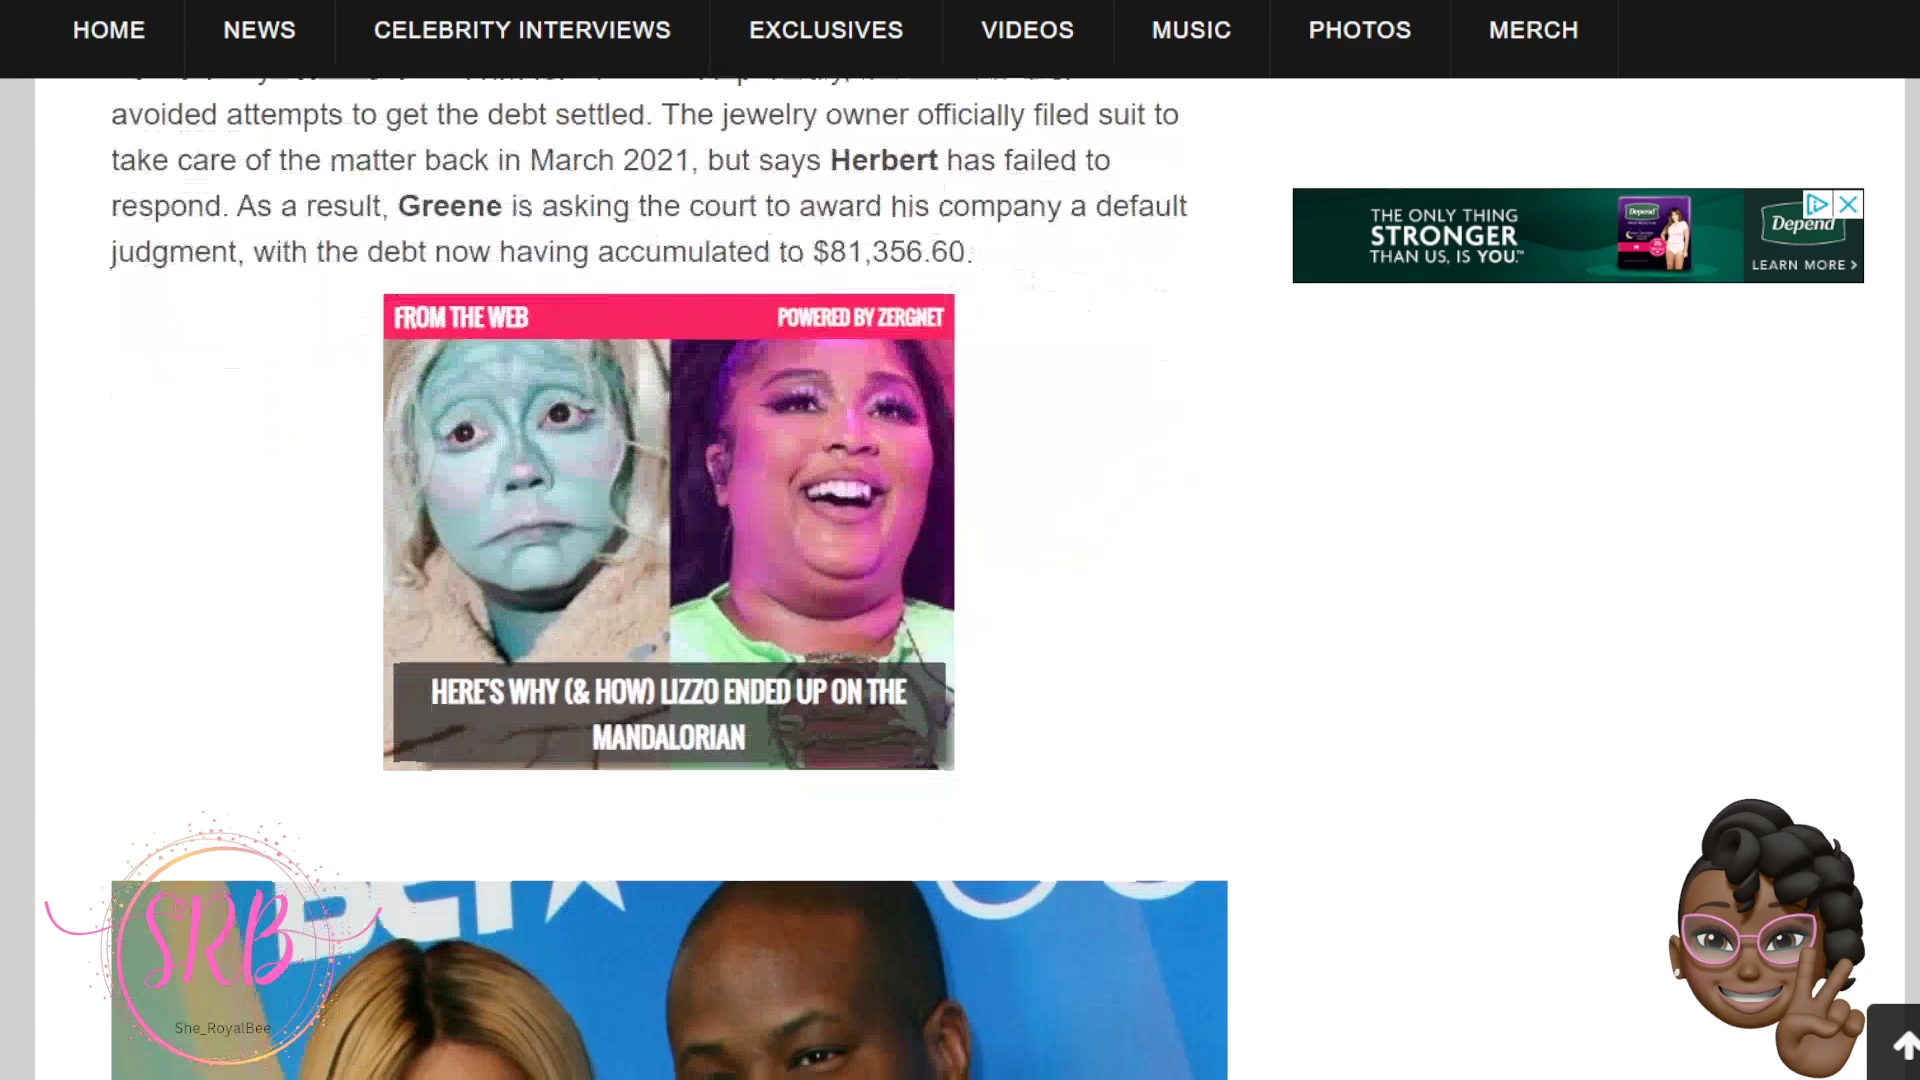 HOME NEWS CELEBRITY INTERVIEWS EXCLUSIVES VIDEOS MUSIC PHOTOS MERCH
avoided attempts to get the debt settled. The jewelry owner officially filed suit to
take care of the matter back in March 2021, but says Herbert has failed to
respond. As a result, Greene is asking the court to award his company a default
judgment, with the debt now having accumulated to $81,356.60.
THE ONLY THING
STRONGER
THAN US, IS YOU.™
Depend
Depend
LEARN MORE >
FROM THE WEB POWERED BY ZERGNET
HERE'S WHY (& HOW) LIZZO ENDED UP ON THE
MANDALORIAN
BET
SRB
She_RoyalBee